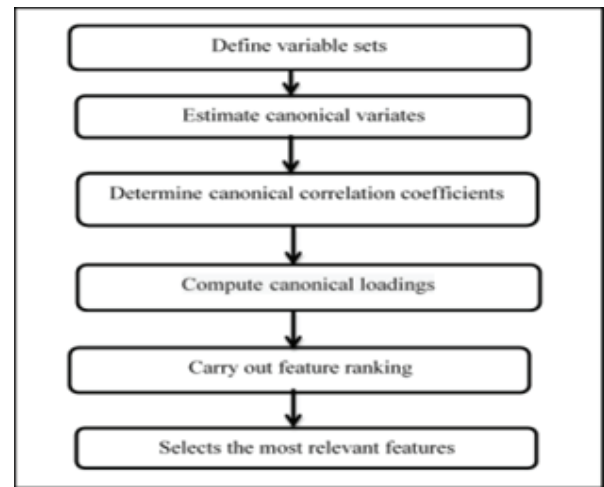 Define variable sets
Estimate canonical variates
Determine canonical correlation coefficients
Compute canonical loadings
Carry out feature ranking
Selects the most relevant features